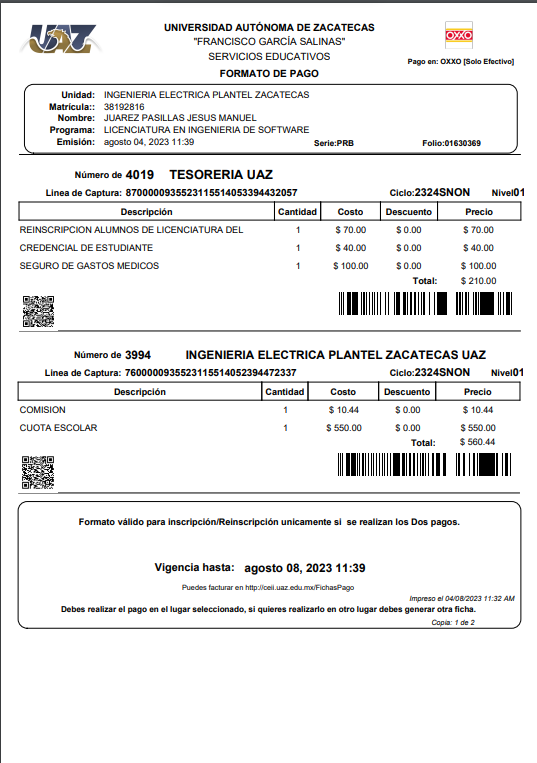 UAZ
UNIVERSIDAD AUTÓNOMA DE ZACATECAS
"FRANCISCO GARCÍA SALINAS"
SERVICIOS EDUCATIVOS
FORMATO DE PAGO
OXXO
Pago en: OXXO [Solo Efectivo]
Unidad: INGENIERIA ELECTRICA PLANTEL ZACATECAS
Matrícula:: 38192816
Nombre: JUAREZ PASILLAS JESUS MANUEL
Programa: LICENCIATURA EN INGENIERIA DE SOFTWARE
Emisión: agosto 04, 2023 11:39 Serie:PRB Folio:01630369
Número de 4019 TESORERIA UAZ
Linea de Captura: 8700000935523115514053394432057 Ciclo:2324SNON Nivel01
Descripción Cantidad Costo Descuento Precio
REINSCRIPCION ALUMNOS DE LICENCIATURA DEL 1 $ 70.00 $ 0.00 $ 70.00
CREDENCIAL DE ESTUDIANTE 1 $ 40.00 $ 0.00 $ 40.00
SEGURO DE GASTOS MEDICOS 1 $ 100.00 $ 0.00 $ 100.00
Total: $ 210.00
Número de 3994 INGENIERIA ELECTRICA PLANTEL ZACATECAS UAZ
Linea de Captura: 7600000935523115514052394472337 Ciclo:2324SNON Nivel01
Descripción Cantidad Costo Descuento Precio
COMISION 1 $ 10.44 $ 0.00 $ 10.44
CUOTA ESCOLAR 1 $ 550.00 $ 0.00 $ 550.00
Total: $ 560.44
Formato válido para inscripción/Reinscripción unicamente si se realizan los Dos pagos.
Vigencia hasta: agosto 08, 2023 11:39
Puedes facturar en http://ceii.uaz.edu.mx/FichasPago
Impreso el 04/08/2023 11:32 AM
Debes realizar el pago en el lugar seleccionado, si quieres realizarlo en otro lugar debes generar otra ficha.
Copia: 1 de 2